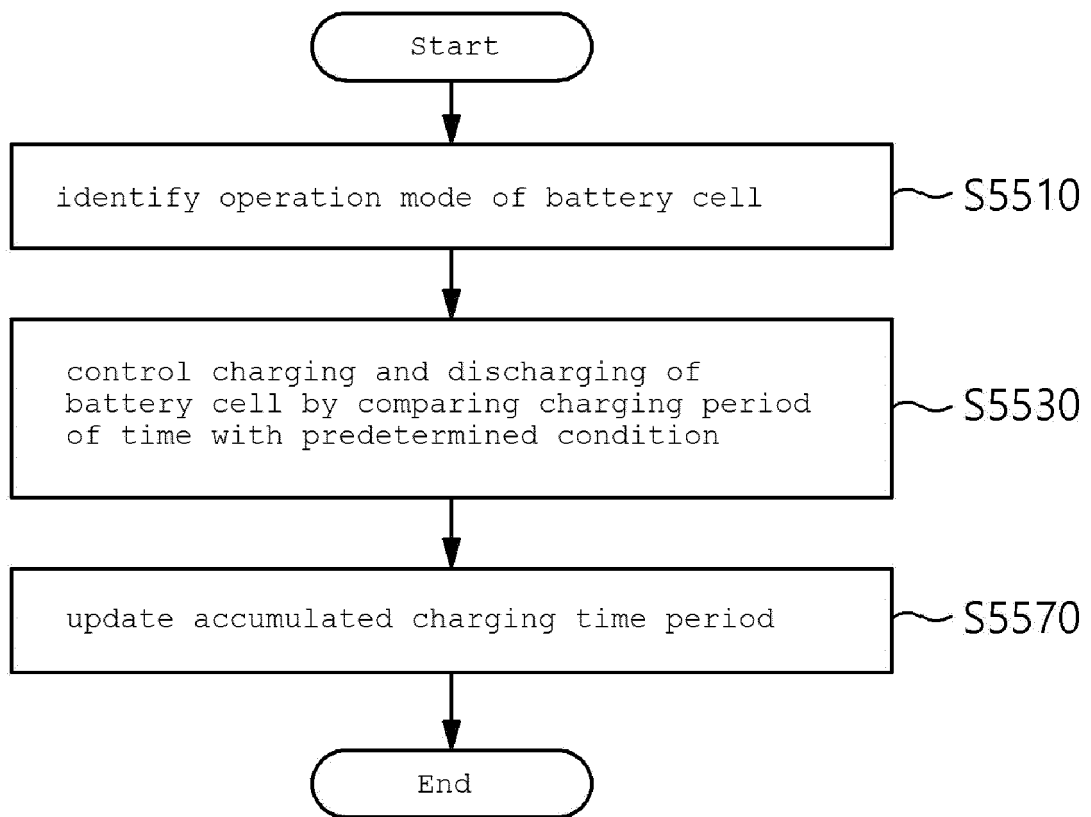 Start
identify operation mode of battery cell
S5510
control charging and discharging of
battery cell by comparing charging period
of time with predetermined condition
S5530
update accumulated charging time period
S5570
End